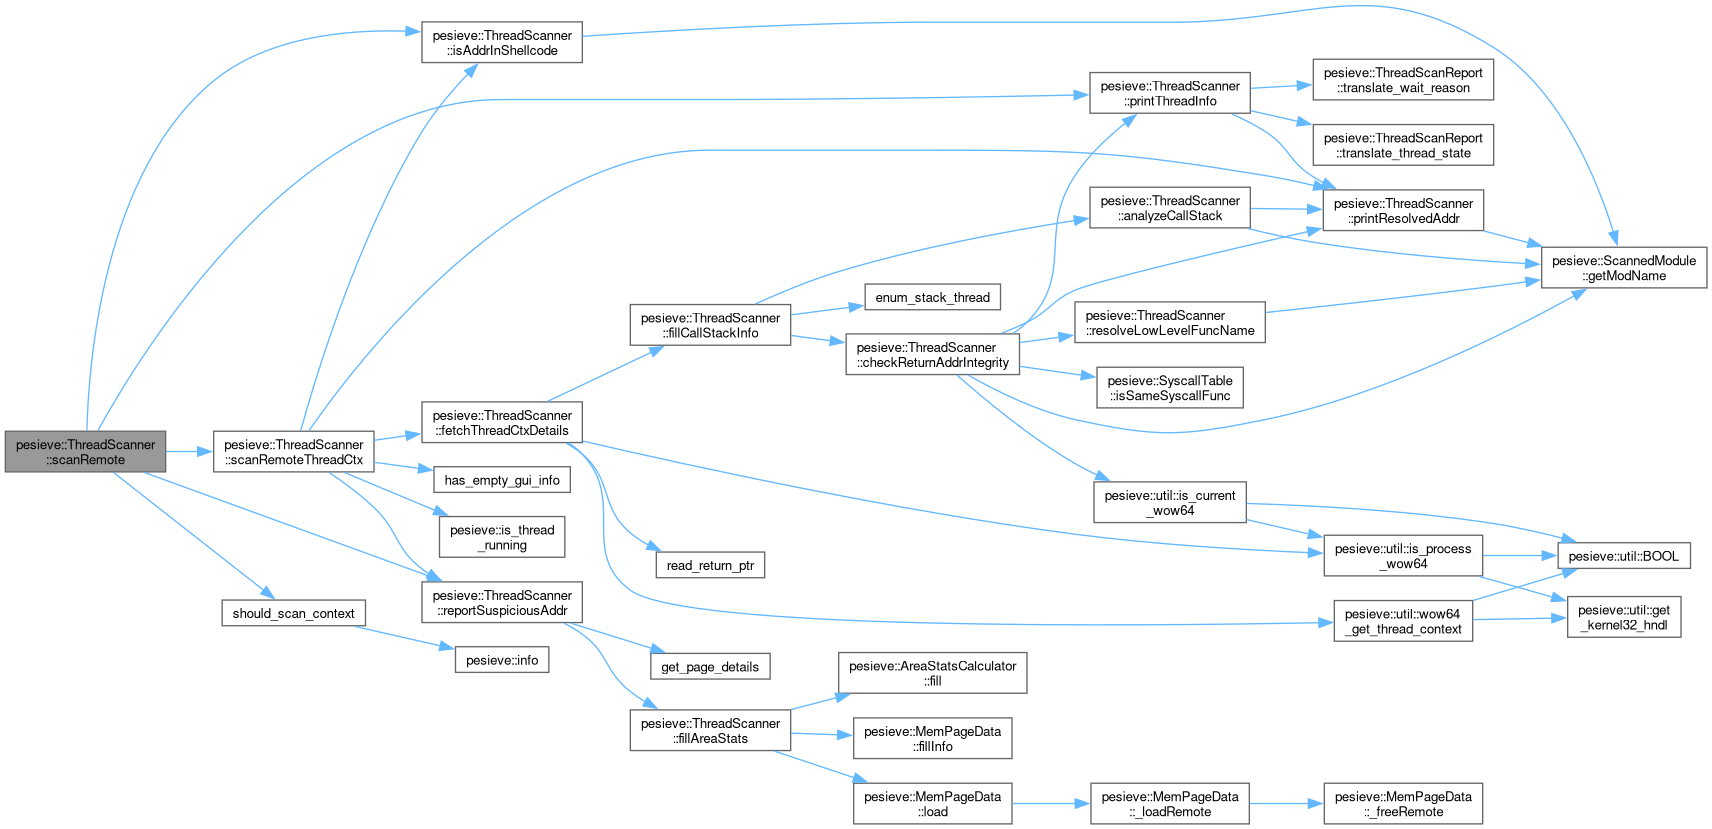 pesieve::ThreadScanner
::scanRemote
pesieve::ThreadScanner
::isAddrInShellcode
pesieve::ThreadScanner
::scanRemoteThreadCtx
should_scan_context
pesieve::ThreadScanner
::fetchThreadCtxDetails
has_empty_gui_info
pesieve::is_thread
_running
pesieve::ThreadScanner
::reportSuspiciousAddr
pesieve::info
pesieve::ThreadScanner
::fillCallStackInfo
read_return_ptr
get_page_details
pesieve::ThreadScanner
::fillAreaStats
enum_stack_thread
pesieve::ThreadScanner
::checkReturnAddrIntegrity
pesieve::AreaStatsCalculator
::fill
pesieve::MemPageData
::fillInfo
pesieve::MemPageData
::load
pesieve::ThreadScanner
::printThreadInfo
pesieve::ThreadScanner
::analyzeCallStack
pesieve::ThreadScanner
::resolveLowLevelFuncName
pesieve::SyscallTable
::isSameSyscallFunc
pesieve::util::is_current
_wow64
pesieve::MemPageData
::_loadRemote
pesieve::ThreadScanReport
::translate_wait_reason
pesieve::ThreadScanReport
::translate_thread_state
pesieve::ThreadScanner
::printResolvedAddr
pesieve::util::is_process
_wow64
pesieve::util::wow64
_get_thread_context
pesieve::MemPageData
::_freeRemote
pesieve::ScannedModule
::getModName
pesieve::util::BOOL
pesieve::util::get
_kernel32_hndl